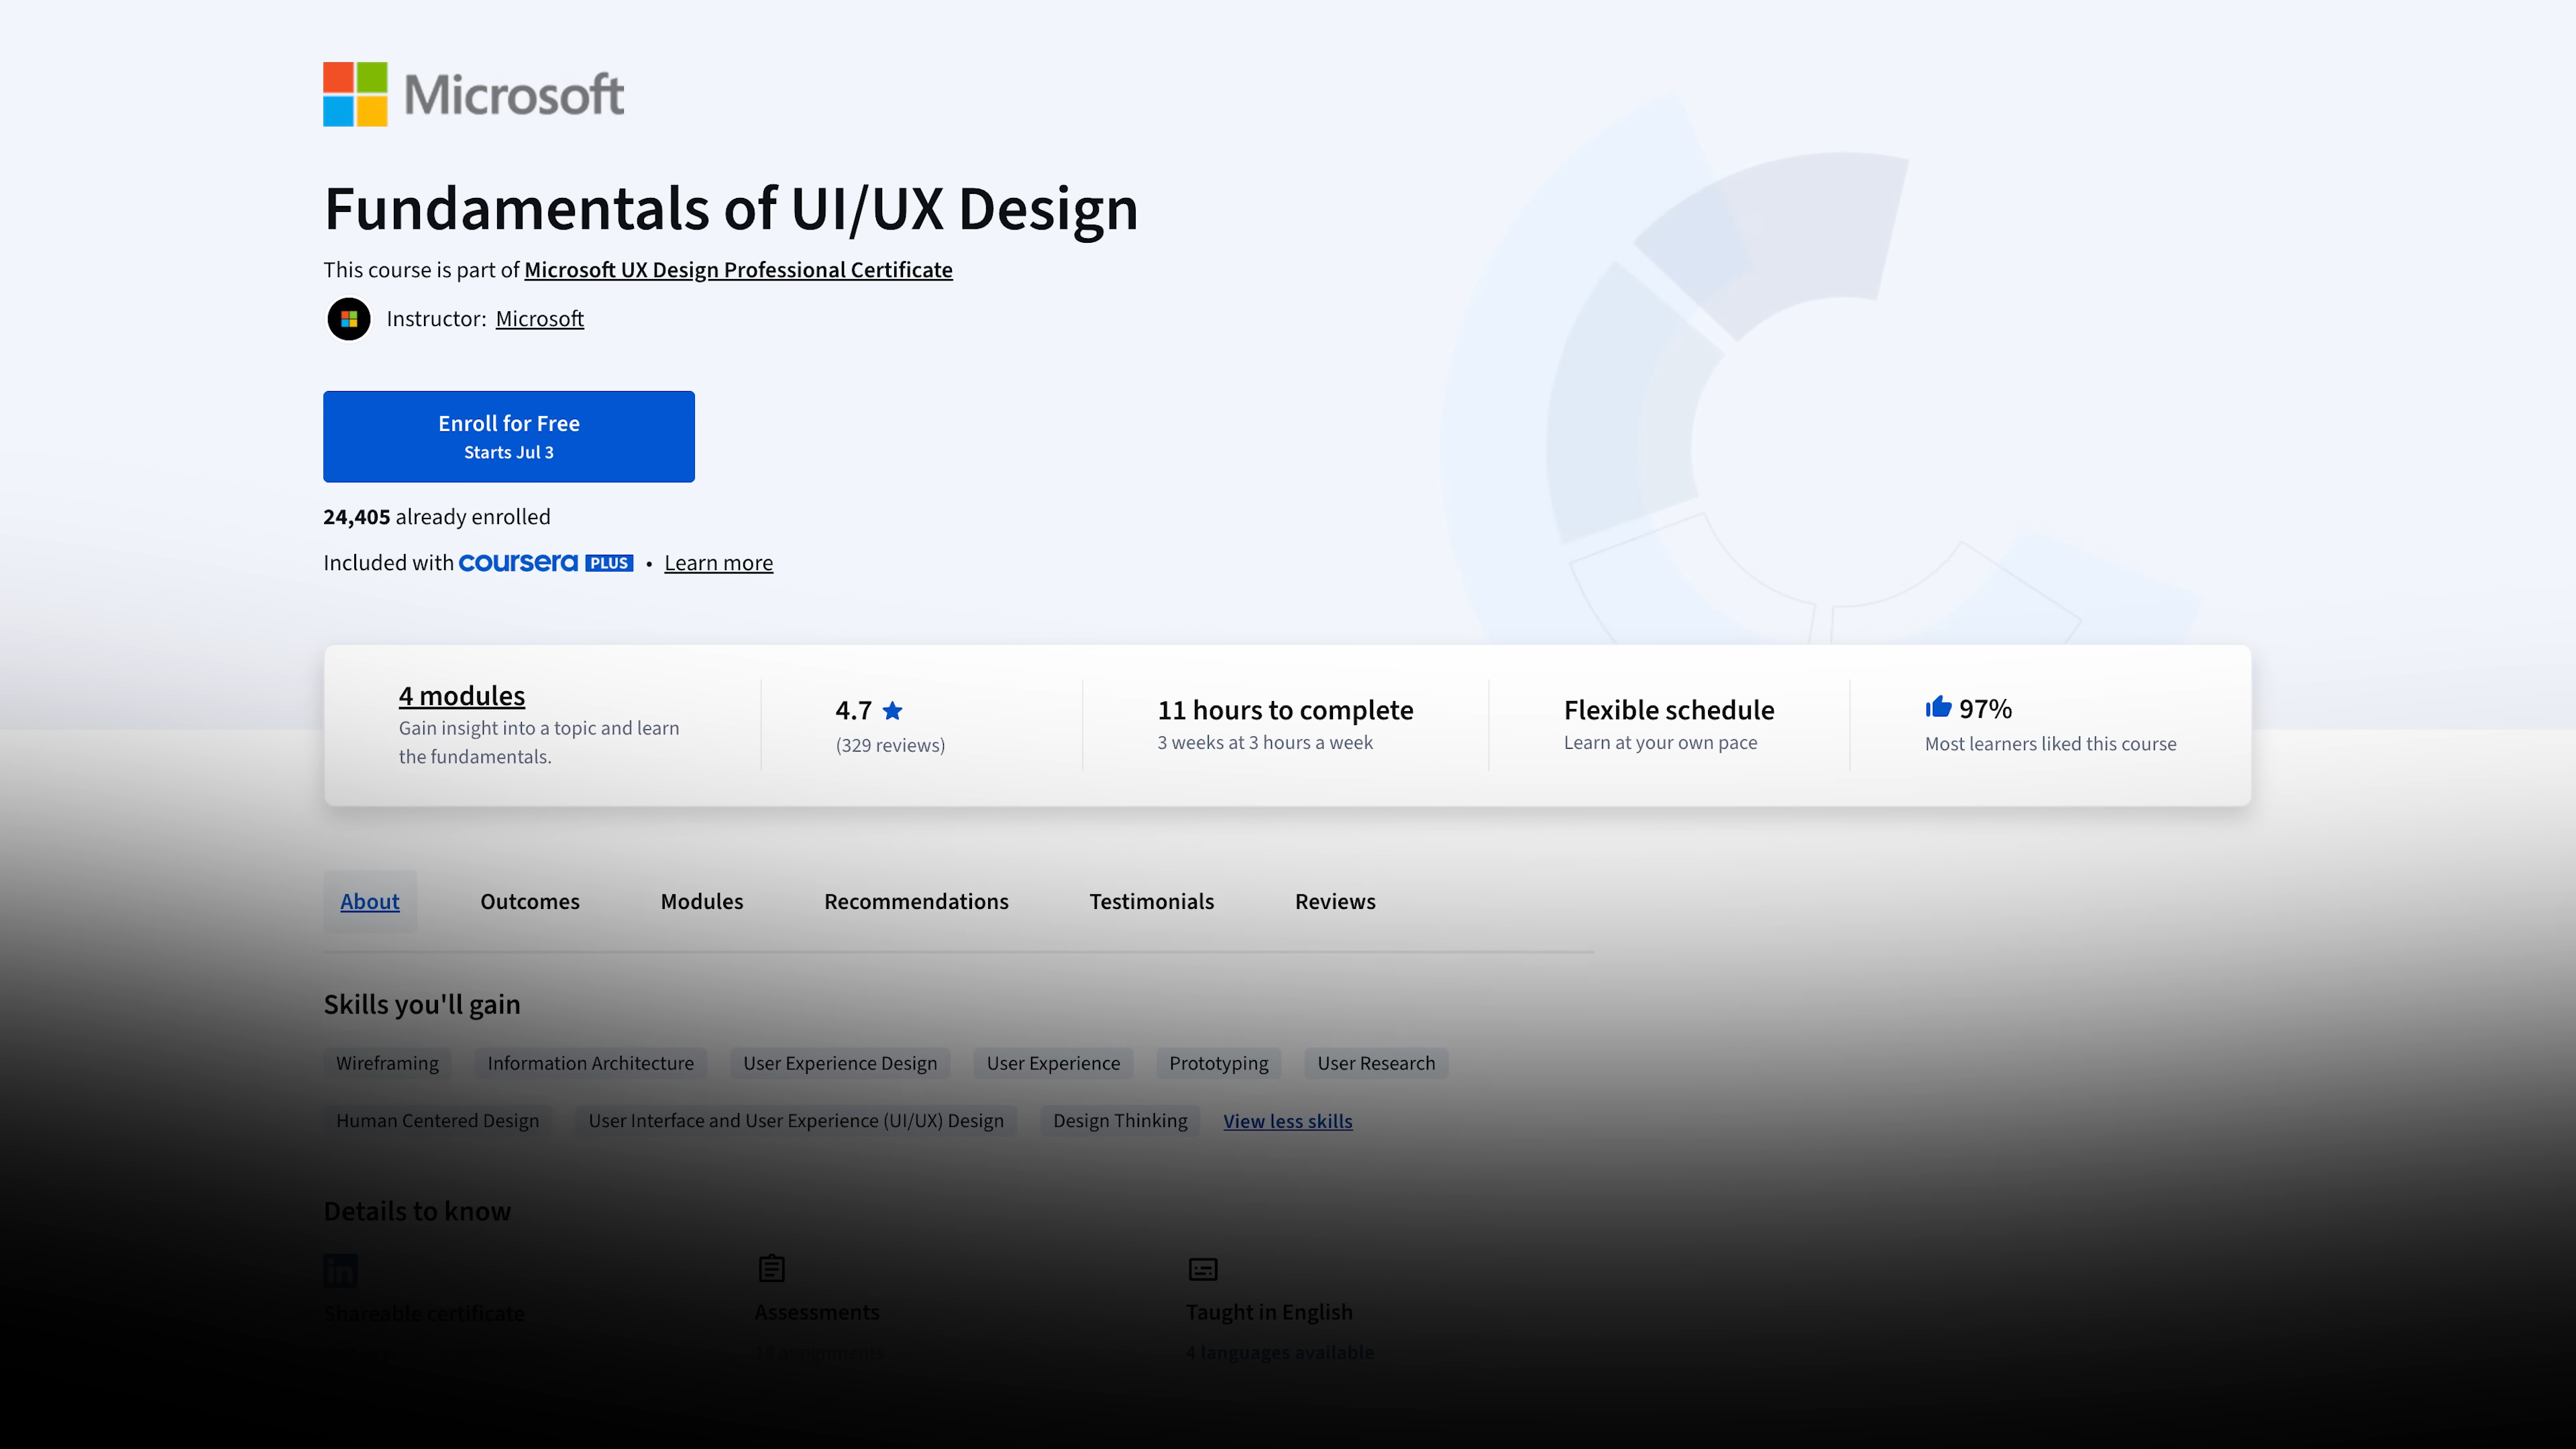 Microsoft
Fundamentals of UI/UX Design
This course is part of Microsoft UX Design Professional Certificate
Instructor: Microsoft
Enroll for Free
Starts Jul 3
24,405 already enrolled
Included with coursera PLUS • Learn more
4 modules
Gain insight into a topic and learn
the fundamentals.
4.7
(329 reviews)
11 hours to complete
3 weeks at 3 hours a week
Flexible schedule
Learn at your own pace
97%
Most learners liked this course
About Outcomes Modules Recommendations Testimonials Reviews
Skills you'll gain
Wireframing Information Architecture User Experience Design User Experience Prototyping User Research
Human Centered Design User Interface and User Experience (UI/UX) Design Design Thinking View less skills
Details to know
in
Shareable certificate
Assessments
assignments
Taught in English
4 languages available